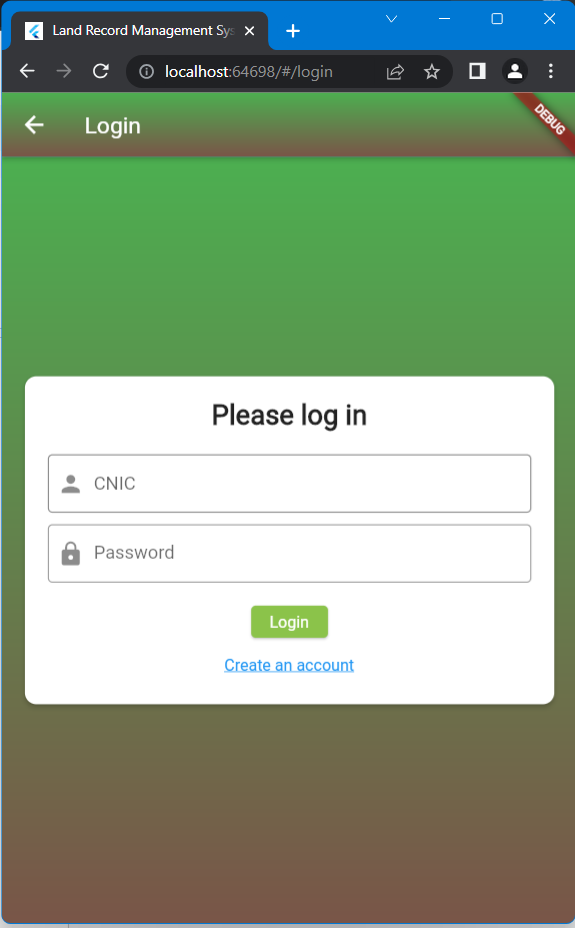 Land Record Management Sys
localhost:64698/#/login
Login
DEBUG
Please log in
CNIC
Password
Login
Create an account